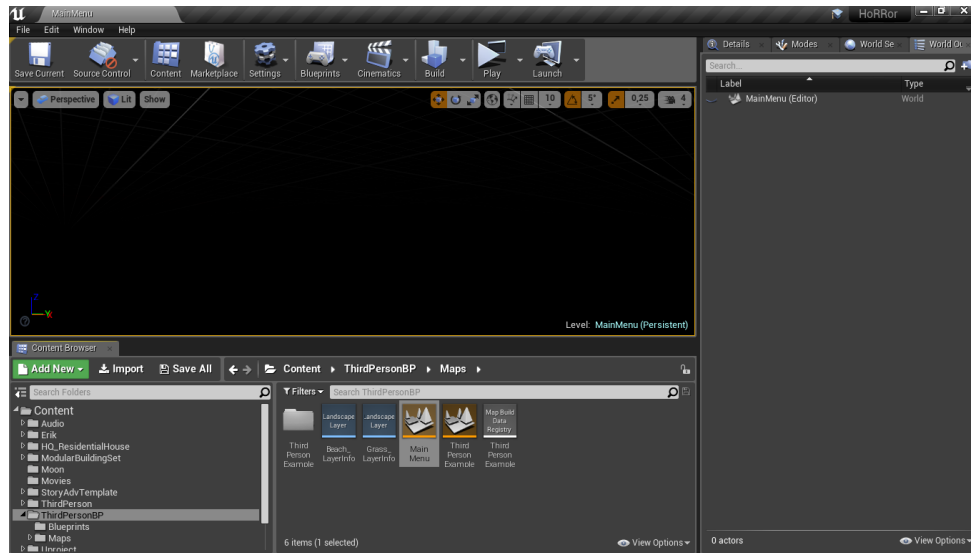 MainMenu
HoRRor
File Edit Window Help
Save Current Source Control Content Marketplace Settings Blueprints Cinematics Build Play Launch
Details Modes World Se World Ou
Search...
Label Type
MainMenu (Editor) World
Perspective Lit Show 10 5° 0,25 4
Level: MainMenu (Persistent)
Content Browser
Add New Import Save All Content ThirdPersonBP Maps
Search Folders
Filters Search ThirdPersonBP
Content
Audio
Erik
HQ_ResidentialHouse
ModularBuildingSet
Moon
Movies
StoryAdvTemplate
ThirdPerson
ThirdPersonBP
Blueprints
Maps
Unproject
Third
Person
Example
Landscape
Layer
Beach_
LayerInfo
andscape
Layer
Grass_
LayerInfo
Main
Menu
Third
Person
Example
Map Build
Data
Registry
Third
Person
Example
6 items (1 selected) View Options
0 actors View Options